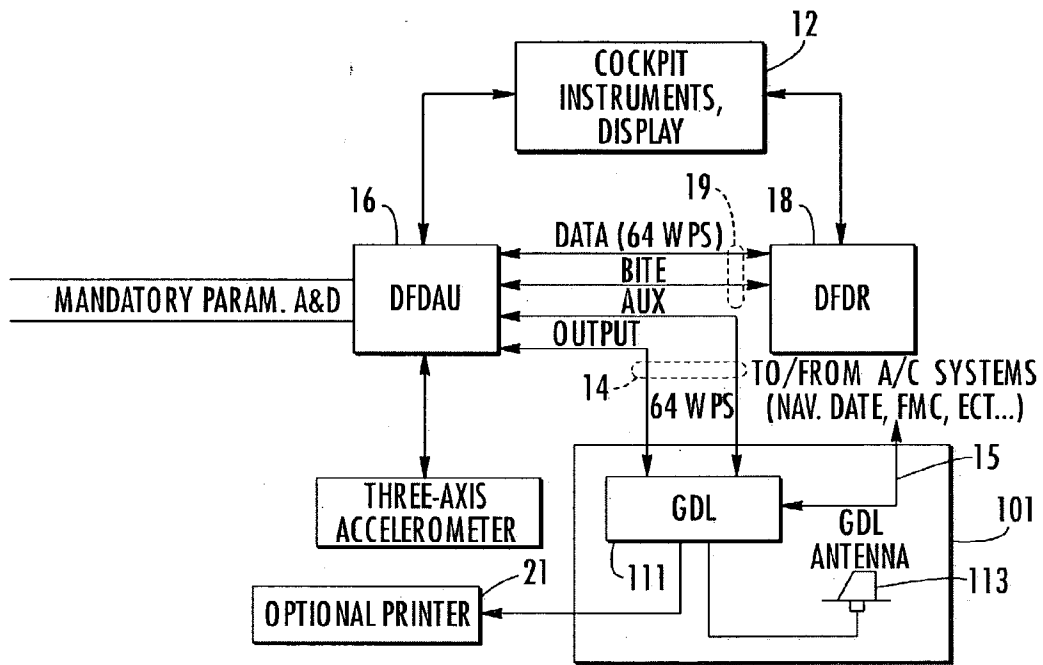 12
COCKPIT
INSTRUMENTS,
DISPLAY
16
19
18
DATA (64 WPS)
BITE
AUX
OUTPUT
MANDATORY PARAM. A&D
DFDAU
DFDR
14
64 WPS
TO/FROM A/C SYSTEMS
(NAV. DATE, FMC, ECT...)
15
THREE-AXIS
ACCELEROMETER
GDL
101
GDL
ANTENNA
111
113
21
OPTIONAL PRINTER